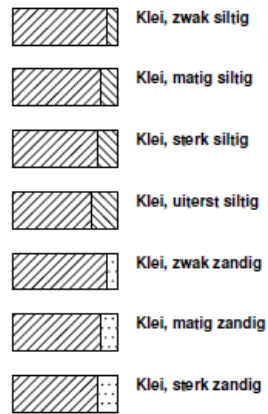 Klei, zwak siltig
Klei, matig siltig
Klei, sterk siltig
Klei, uiterst siltig
Klei, zwak zandig
Klei, matig zandig
Klei, sterk zandig